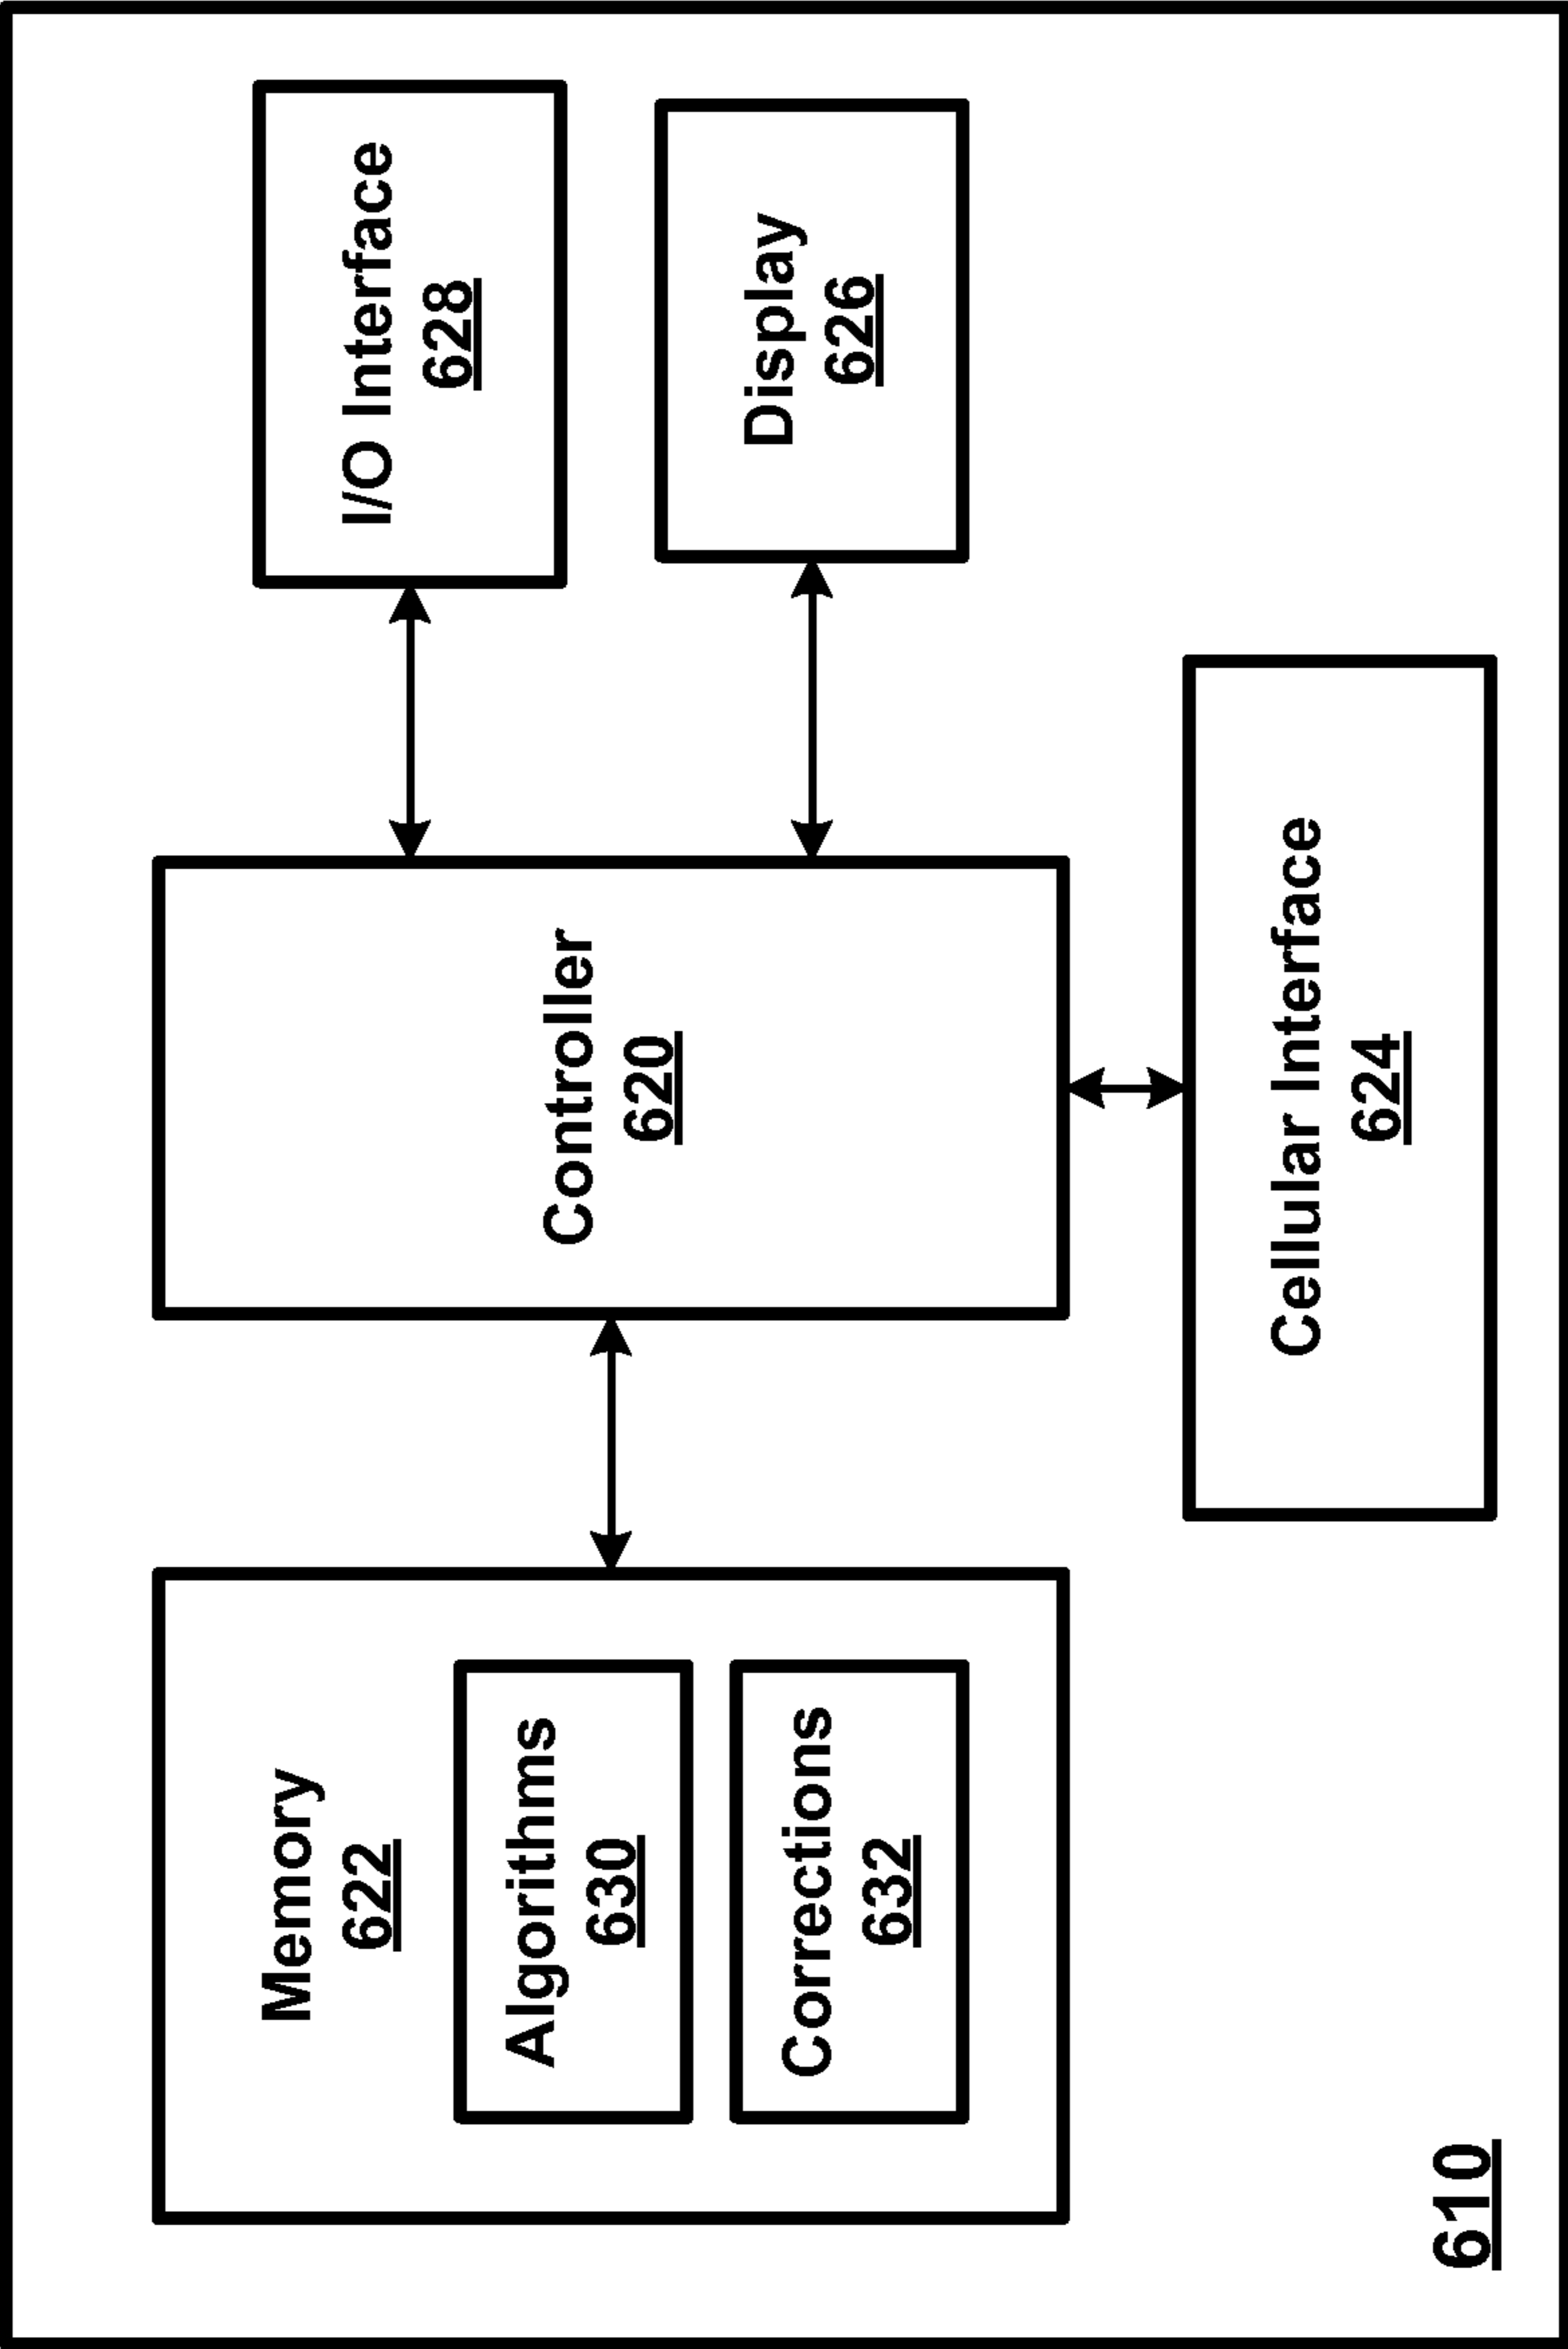 Memory
622
Algorithms
630
Corrections
632
Controller
620
I/O Interface
628
Display
626
Cellular Interface
624
610